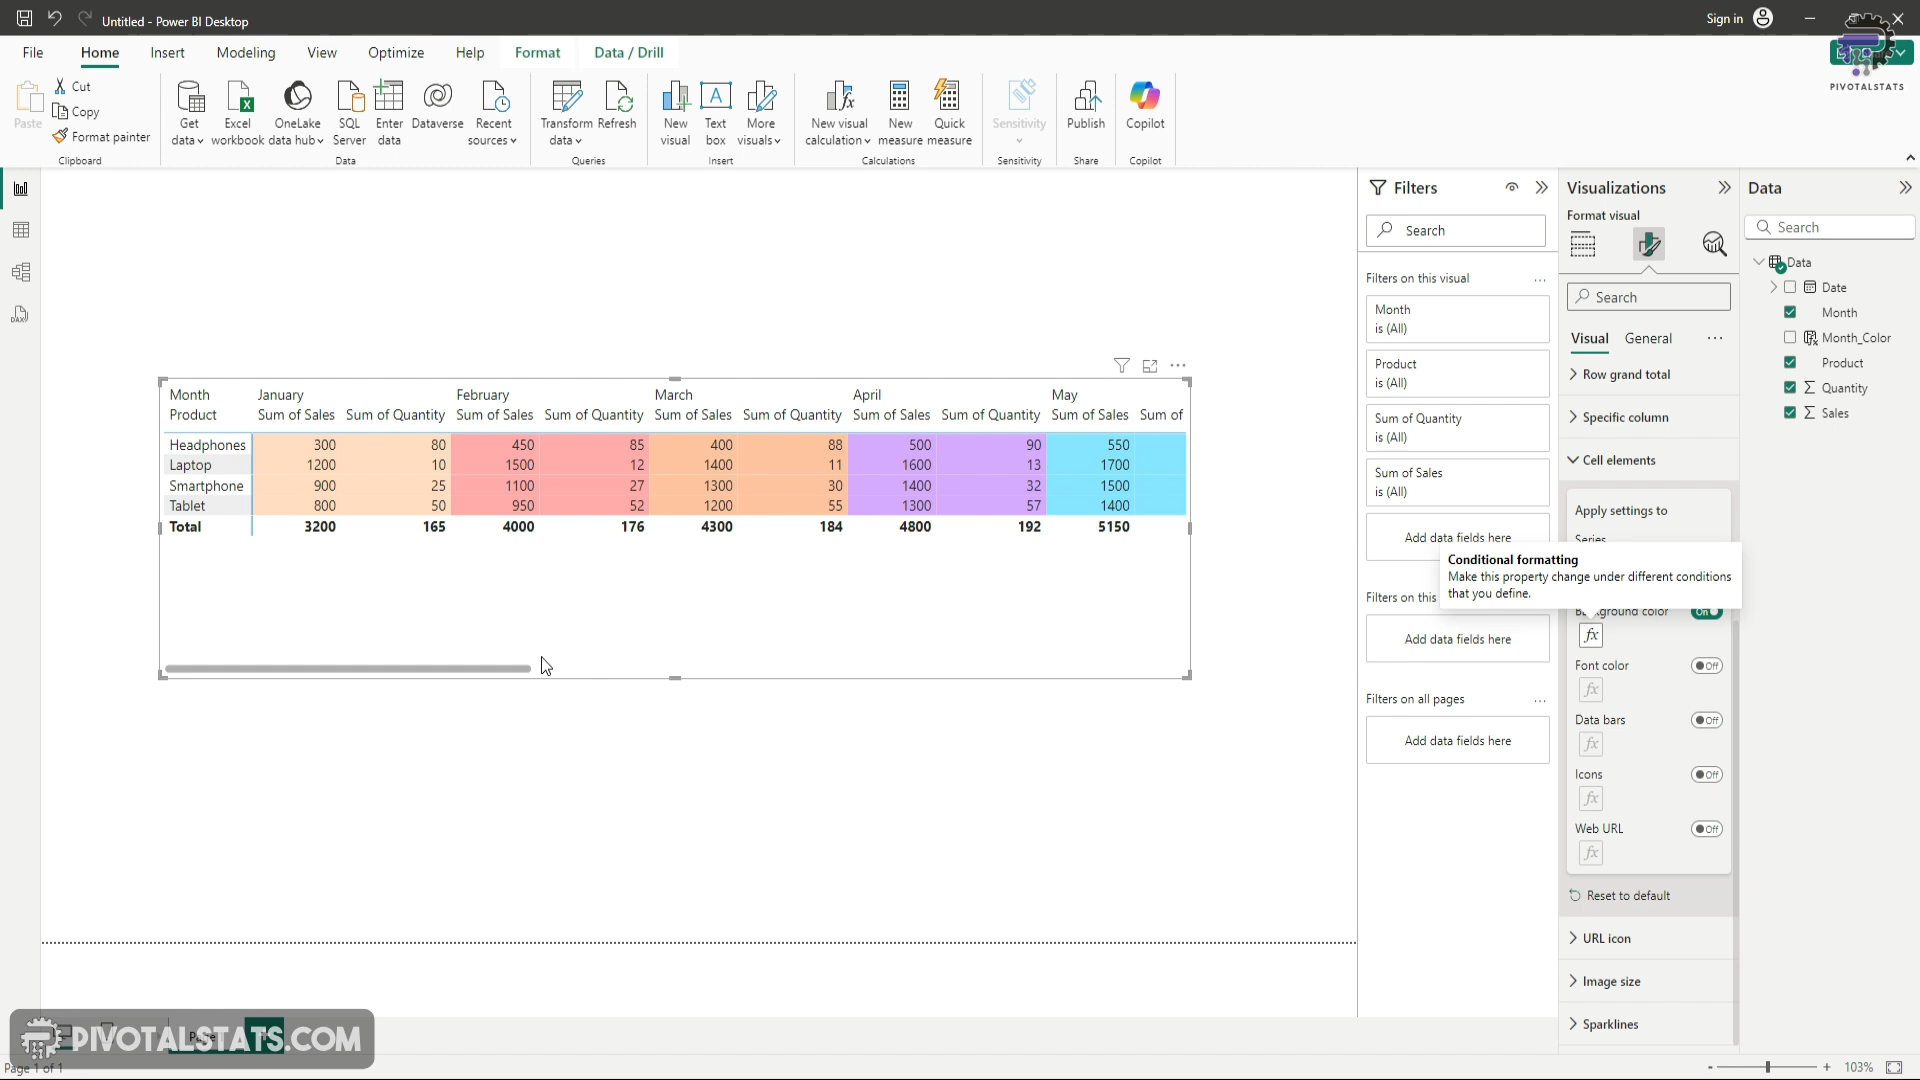 Untitled - Power BI Desktop
Sign in
File Home Insert Modeling View Optimize Help Format Data / Drill
PIVOTALSTATS
Paste
Cut
Copy
Format painter
Clipboard
Get data
Excel workbook
OneLake data hub
SQL Server
Enter data
Dataverse
Recent sources
Data
Transform data
Refresh
Queries
New visual
Text box
More visuals
Insert
New visual calculation
New measure
Quick measure
Calculations
Sensitivity
Sensitivity
Publish
Share
Copilot
Copilot
Month January February March April May
Product Sum of Sales Sum of Quantity Sum of Sales Sum of Quantity Sum of Sales Sum of Quantity Sum of Sales Sum of Quantity Sum of Sales Sum of
Headphones 300 80 450 85 400 88 500 90 550
Laptop 1200 10 1500 12 1400 11 1600 13 1700
Smartphone 900 25 1100 27 1300 30 1400 32 1500
Tablet 800 50 950 52 1200 55 1300 57 1400
Total 3200 165 4000 176 4300 184 4800 192 5150
Filters
Search
Filters on this visual
Month
is (All)
Product
is (All)
Sum of Quantity
is (All)
Sum of Sales
is (All)
Add data fields here
Filters on this
Add data fields here
Filters on all pages
Add data fields here
Visualizations
Format visual
Search
Visual General
Row grand total
Specific column
Cell elements
Apply settings to
Series
Conditional formatting
Make this property change under different conditions
that you define.
Background color On
fx
Font color Off
fx
Data bars Off
fx
Icons Off
fx
Web URL Off
fx
Reset to default
URL icon
Image size
Sparklines
Data
Search
Data
Date
Month
Month_Color
Product
Quantity
Sales
PIVOTALSTATS.COM
Page 1 of 1
103%